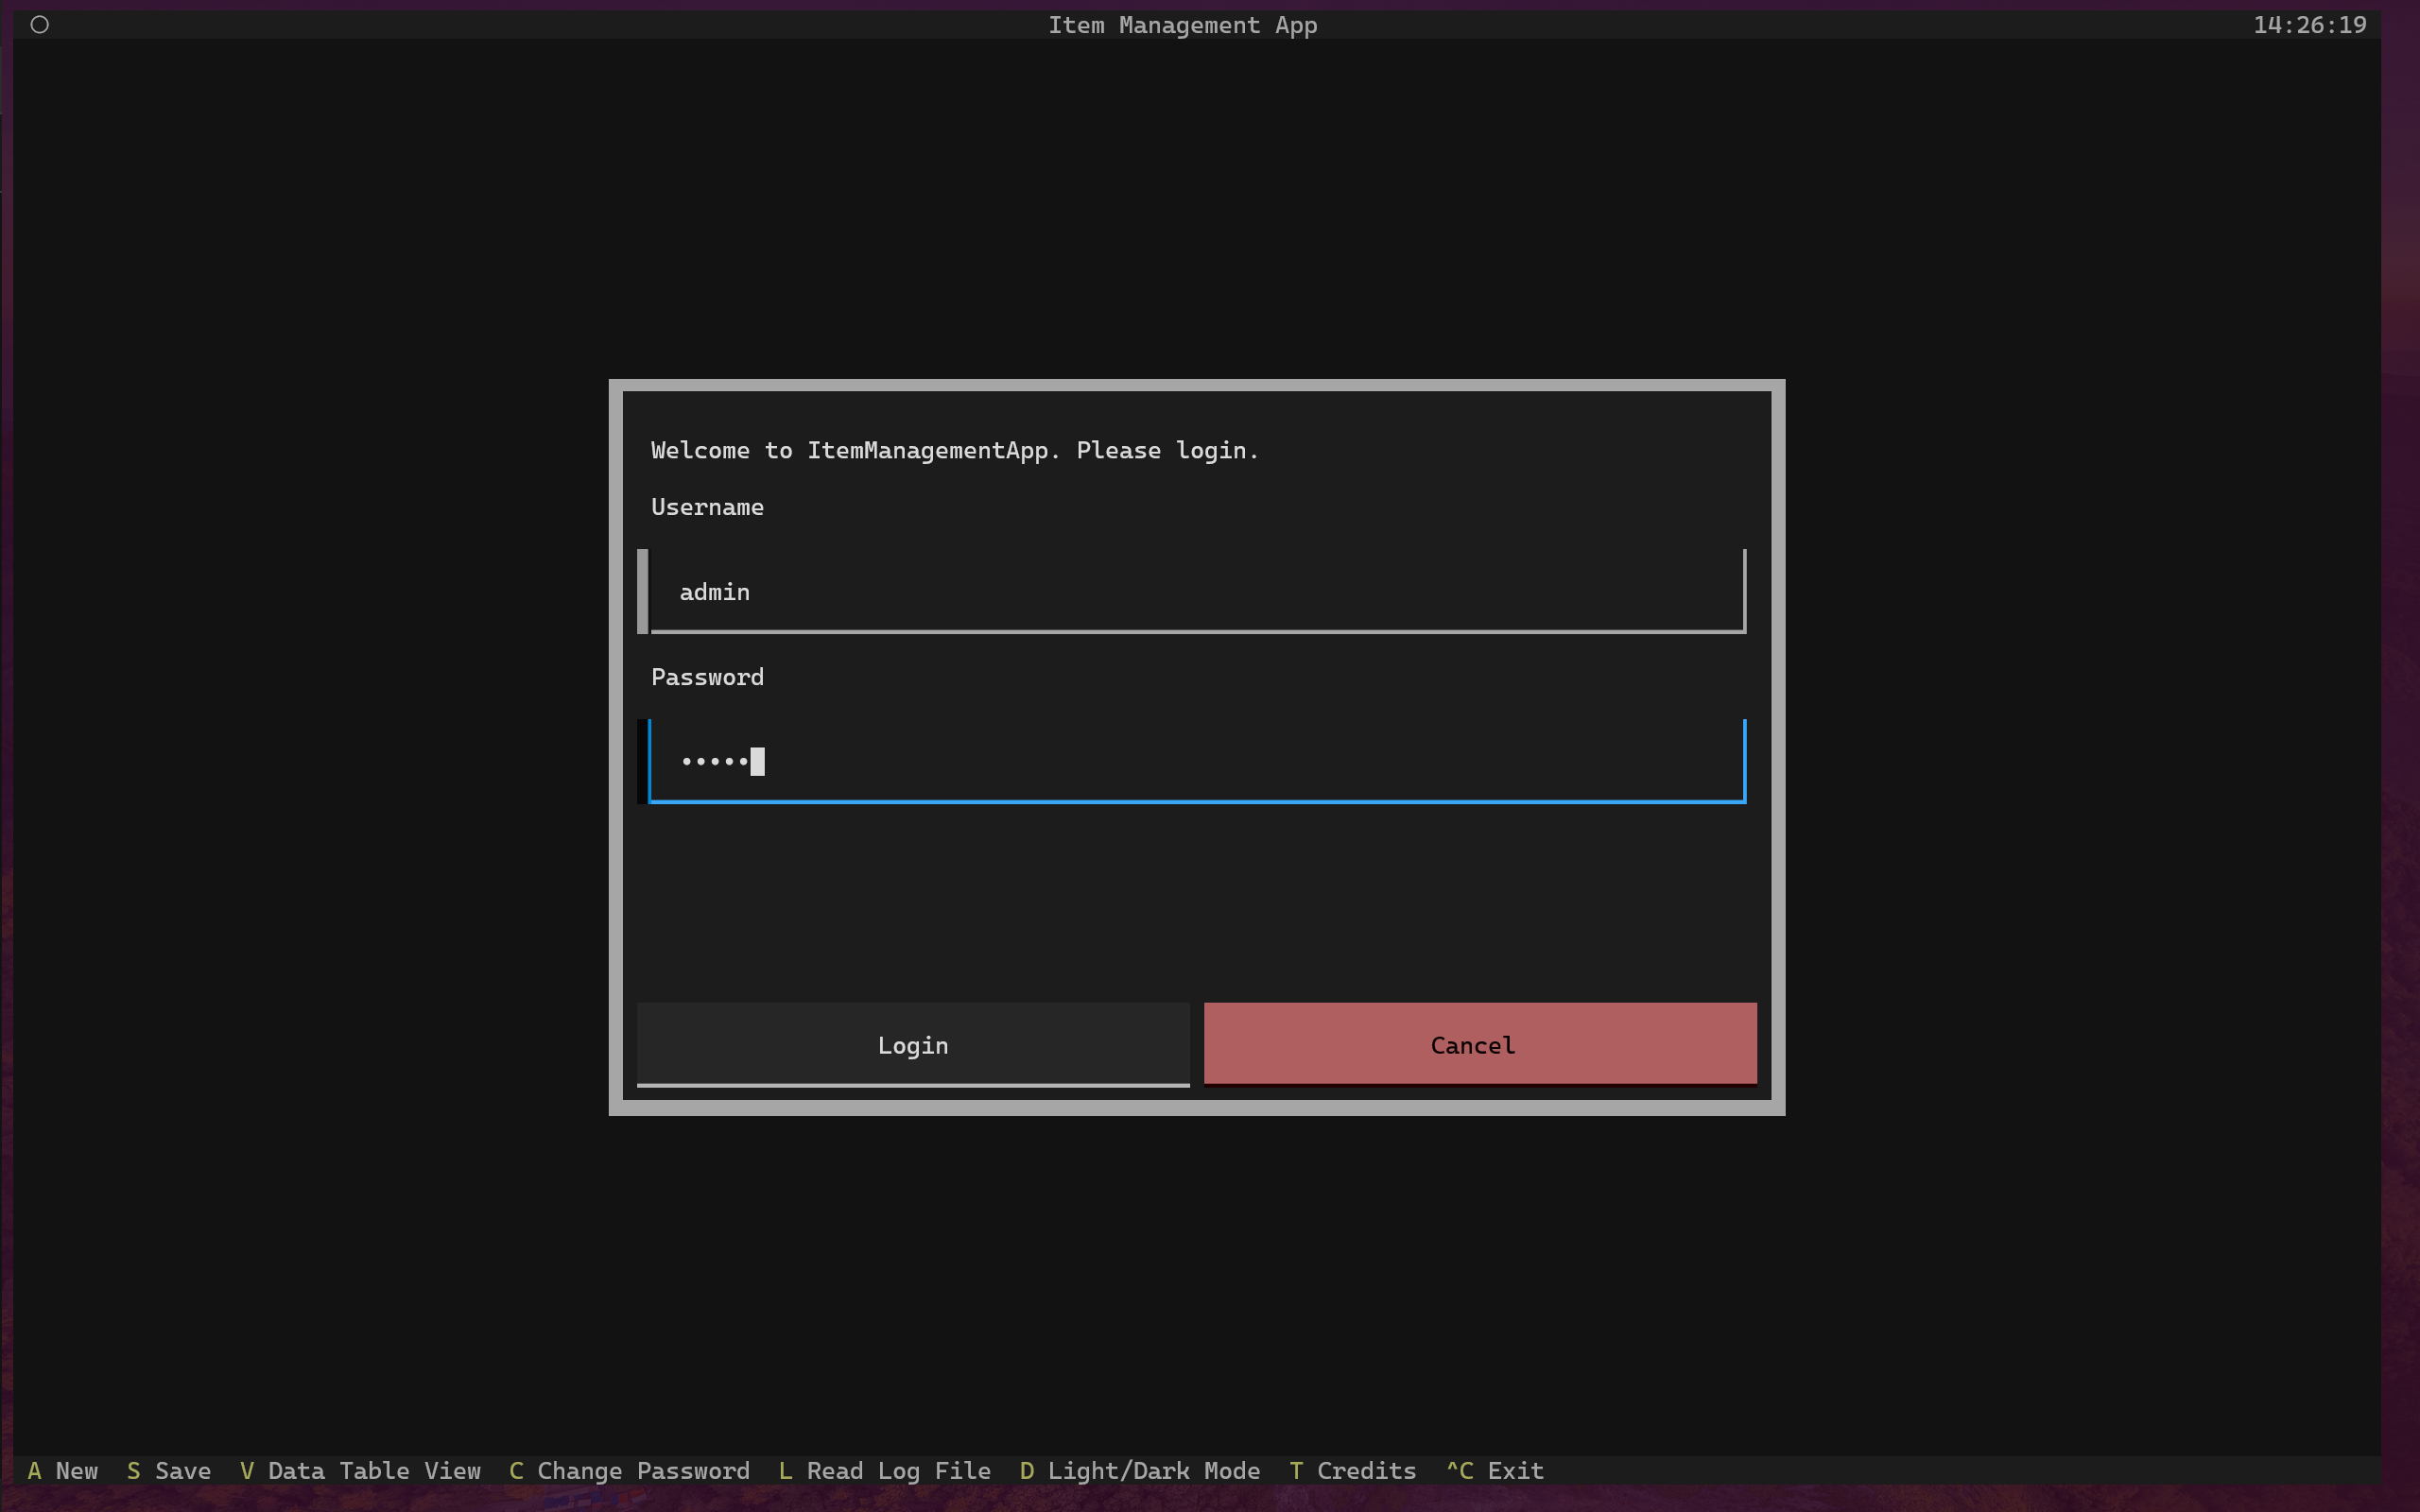 Item Management App 14:26:19
Welcome to ItemManagementApp. Please login.
Username
admin
Password
•••••
Login Cancel
A New S Save V Data Table View C Change Password L Read Log File D Light/Dark Mode T Credits ^C Exit